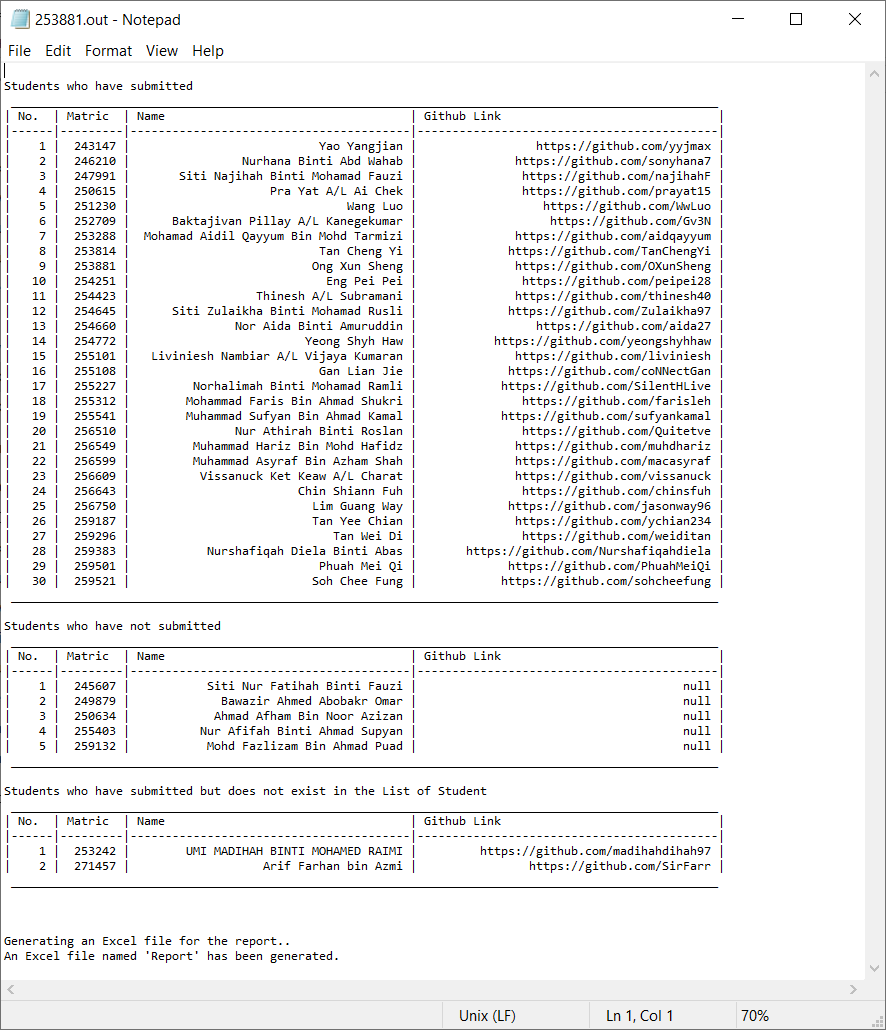 253881.out - Notepad
File Edit Format View Help
Students who have submitted
| No. | Matric | Name | Github Link |
| 1 | 243147 | Yao Yangjian | https://github.com/yyjmax |
| 2 | 246210 | Nurhana Binti Abd Wahab | https://github.com/sonyhana7 |
| 3 | 247991 | Siti Najihah Binti Mohamad Fauzi | https://github.com/najihahF |
| 4 | 250615 | Pra Yat A/L Ai Chek | https://github.com/prayat15 |
| 5 | 251230 | Wang Luo | https://github.com/WwLuo |
| 6 | 252709 | Baktajivan Pillay A/L Kanegekumar | https://github.com/Gv3N |
| 7 | 253288 | Mohamad Aidil Qayyum Bin Mohd Tarmizi | https://github.com/aidqayyum |
| 8 | 253814 | Tan Cheng Yi | https://github.com/TanChengYi |
| 9 | 253881 | Ong Xun Sheng | https://github.com/OXunSheng |
| 10 | 254251 | Eng Pei Pei | https://github.com/peipei28 |
| 11 | 254423 | Thinesh A/L Subramani | https://github.com/thinesh40 |
| 12 | 254645 | Siti Zulaikha Binti Mohamad Rusli | https://github.com/Zulaikha97 |
| 13 | 254660 | Nor Aida Binti Amuruddin | https://github.com/aida27 |
| 14 | 254772 | Yeong Shyh Haw | https://github.com/yeongshyhhaw |
| 15 | 255101 | Liviniesh Nambiar A/L Vijaya Kumaran | https://github.com/liviniesh |
| 16 | 255108 | Gan Lian Jie | https://github.com/coNNectGan |
| 17 | 255227 | Norhalimah Binti Mohamad Ramli | https://github.com/SilentHLive |
| 18 | 255312 | Mohammad Faris Bin Ahmad Shukri | https://github.com/farisleh |
| 19 | 255541 | Muhammad Sufyan Bin Ahmad Kamal | https://github.com/sufyankamal |
| 20 | 256510 | Nur Athirah Binti Roslan | https://github.com/Quitetve |
| 21 | 256549 | Muhammad Hariz Bin Mohd Hafidz | https://github.com/muhdhariz |
| 22 | 256599 | Muhammad Asyraf Bin Azham Shah | https://github.com/macasyraf |
| 23 | 256609 | Vissanuck Ket Keaw A/L Charat | https://github.com/vissanuck |
| 24 | 256643 | Chin Shiann Fuh | https://github.com/chinsfuh |
| 25 | 256750 | Lim Guang Way | https://github.com/jasonway96 |
| 26 | 259187 | Tan Yee Chian | https://github.com/ychian234 |
| 27 | 259296 | Tan Wei Di | https://github.com/weiditan |
| 28 | 259383 | Nurshafiqah Diela Binti Abas | https://github.com/Nurshafiqahdiela |
| 29 | 259501 | Phuah Mei Qi | https://github.com/PhuahMeiQi |
| 30 | 259521 | Soh Chee Fung | https://github.com/sohcheefung |
Students who have not submitted
| No. | Matric | Name | Github Link |
| 1 | 245607 | Siti Nur Fatihah Binti Fauzi | null |
| 2 | 249879 | Bawazir Ahmed Abobakr Omar | null |
| 3 | 250634 | Ahmad Afham Bin Noor Azizan | null |
| 4 | 255403 | Nur Afifah Binti Ahmad Supyan | null |
| 5 | 259132 | Mohd Fazlizam Bin Ahmad Puad | null |
Students who have submitted but does not exist in the List of Student
| No. | Matric | Name | Github Link |
| 1 | 253242 | UMI MADIHAH BINTI MOHAMED RAIMI | https://github.com/madihahdihah97 |
| 2 | 271457 | Arif Farhan bin Azmi | https://github.com/SirFarr |
Generating an Excel file for the report..
An Excel file named 'Report' has been generated.
Unix (LF) Ln 1, Col 1 70%